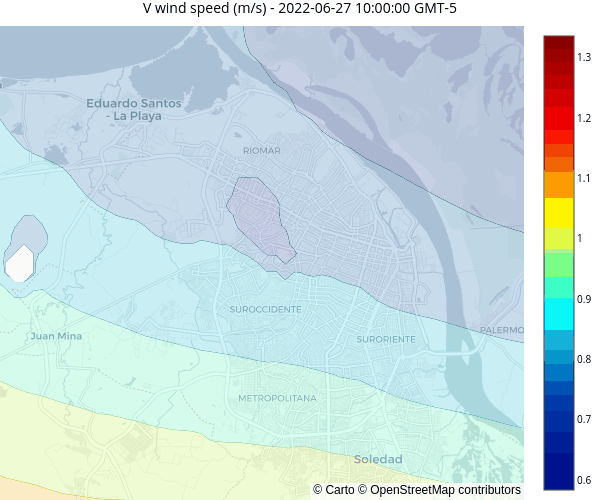 V wind speed (m/s) - 2022-06-27 10:00:00 GMT-5
Eduardo Santos
- La Playa
RIOMAR
SUROCCIDENTE
Juan Mina
SURORIENTE
PALERMO
METROPOLITANA
Soledad
© Carto © OpenStreetMap contributors
1.3
1.2
1.1
1
0.9
0.8
0.7
0.6